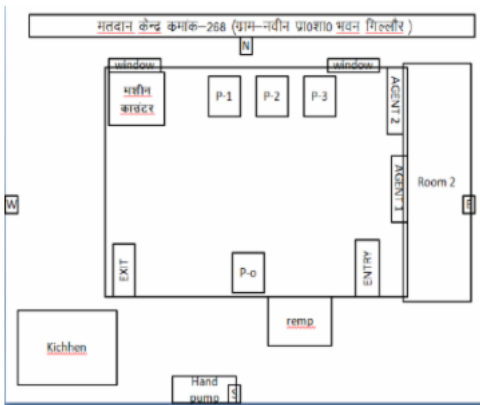 मतदान केन्द्र कमाक-268 (ग्राम-नवीन प्रा0शा0 भवन गिल्लौर )
N
window
window
मशीन
काउंटर
P-1
P-2
P-3
AGENT 2
AGENT 1
Room 2
W
E
EXIT
P-o
ENTRY
remp
Kichhen
Hand
pump
S